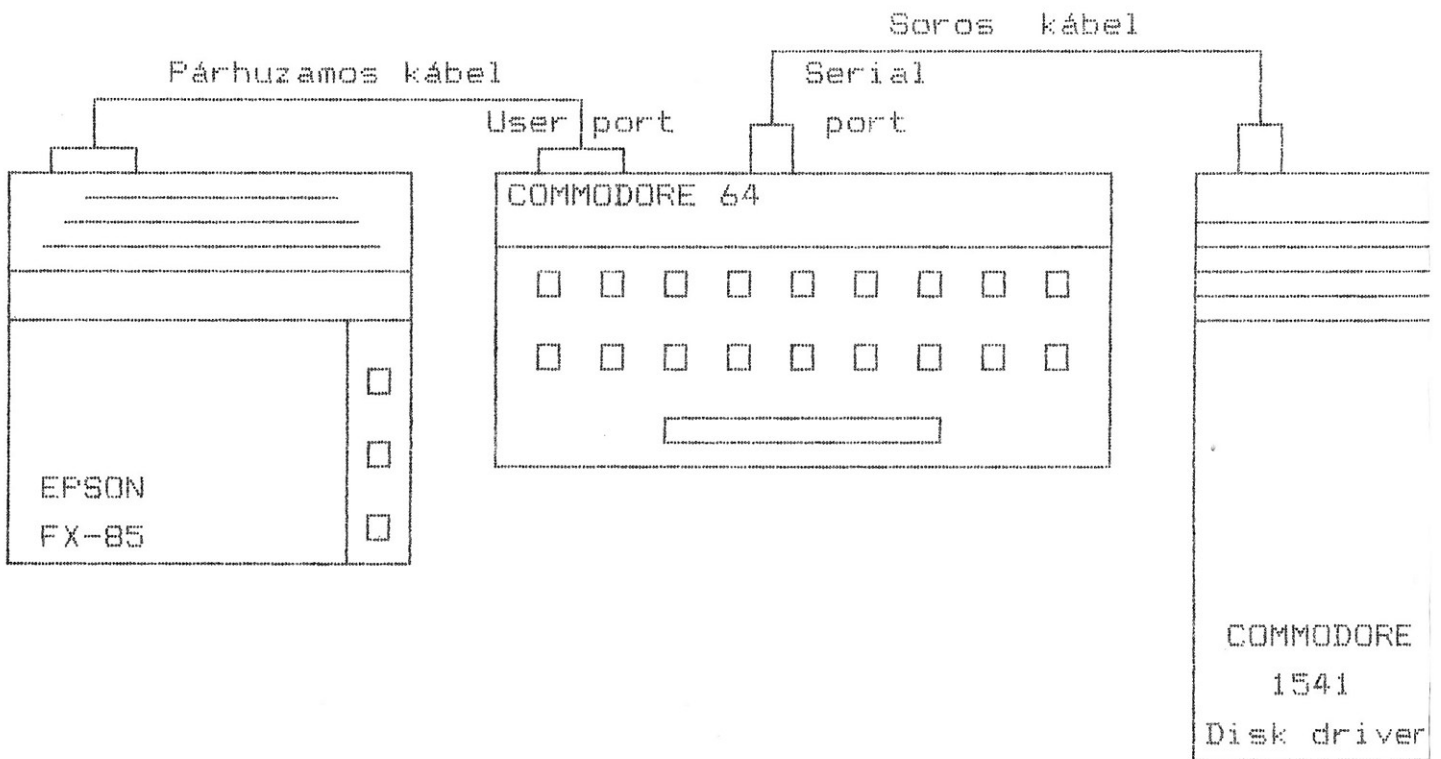 Soros kábel
Párhuzamos kábel
Serial
User port
port
COMMODORE 64
EPSON
FX-85
COMMODORE
1541
Disk driver